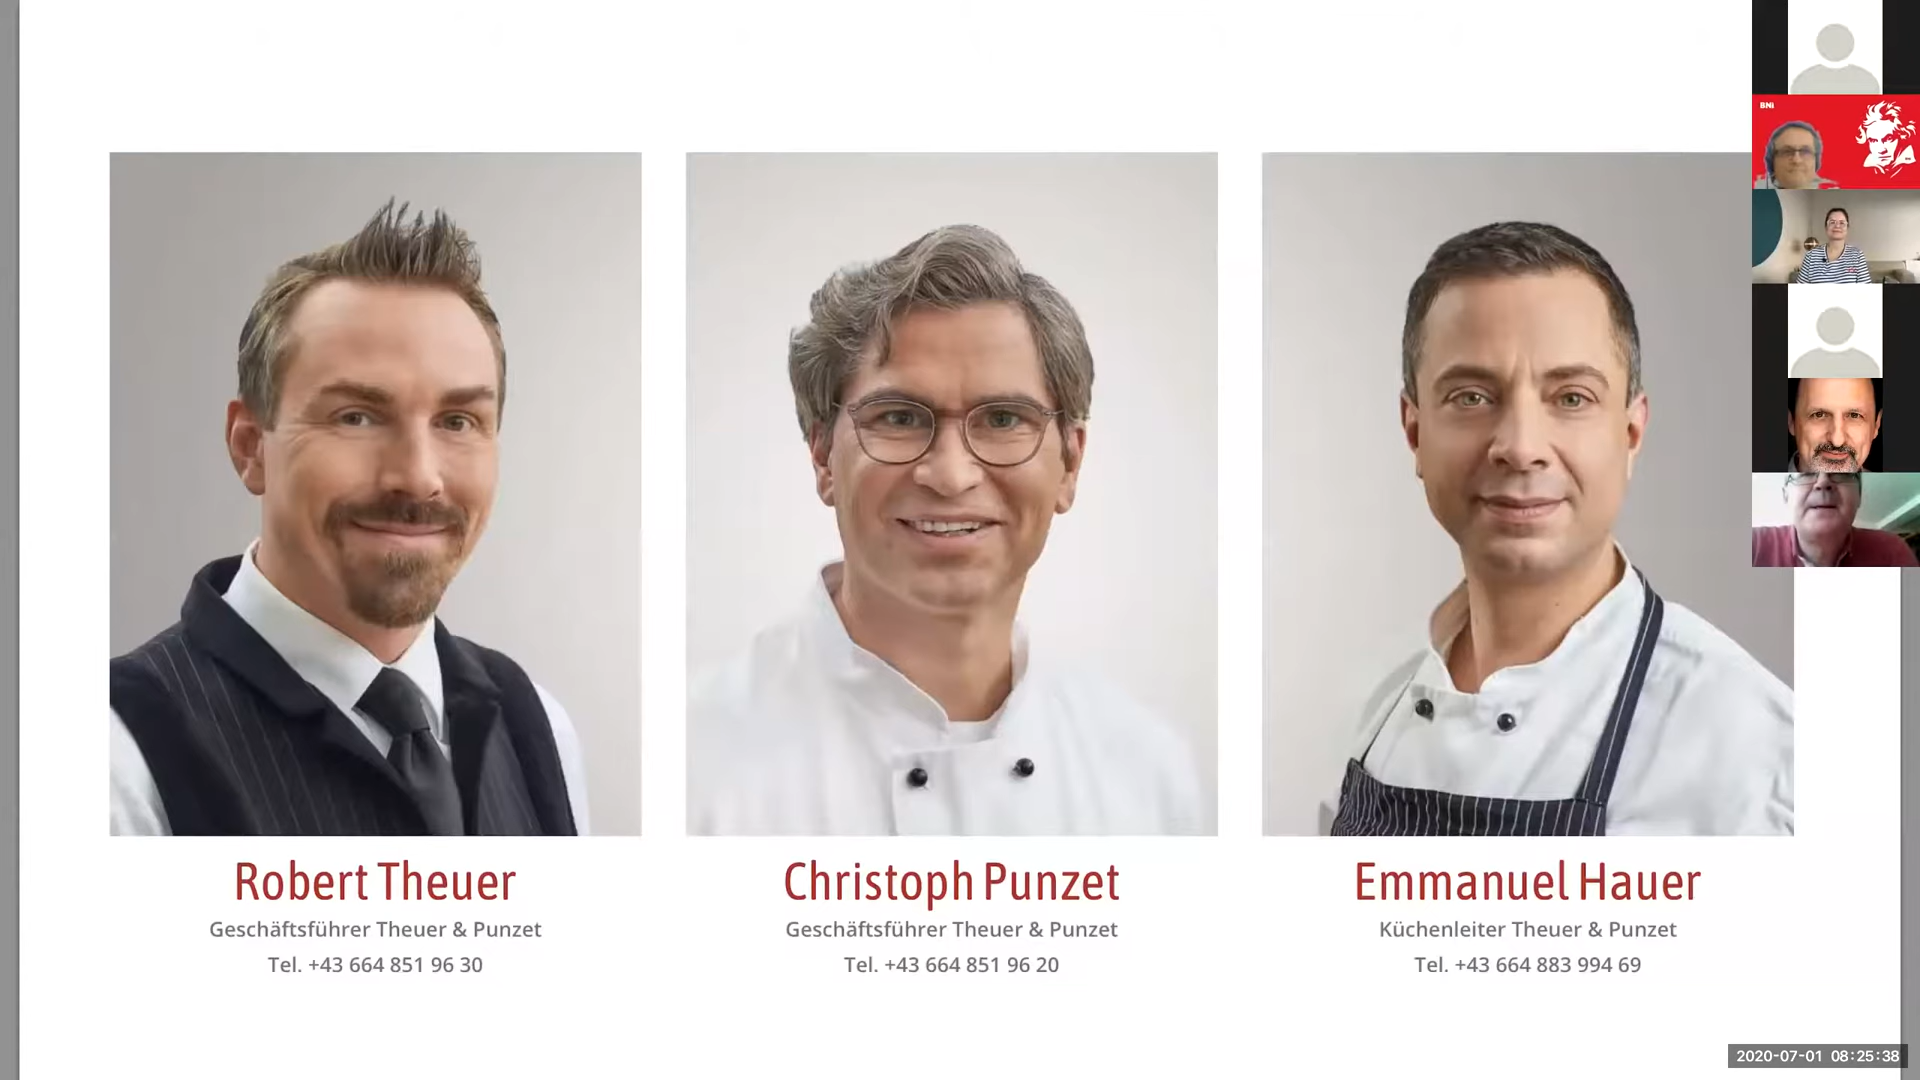 BNI
Robert Theuer
Geschäftsführer Theuer & Punzet
Tel. +43 664 851 96 30
Christoph Punzet
Geschäftsführer Theuer & Punzet
Tel. +43 664 851 96 20
Emmanuel Hauer
Küchenleiter Theuer & Punzet
Tel. +43 664 883 994 69
2020-07-01 08:25:38